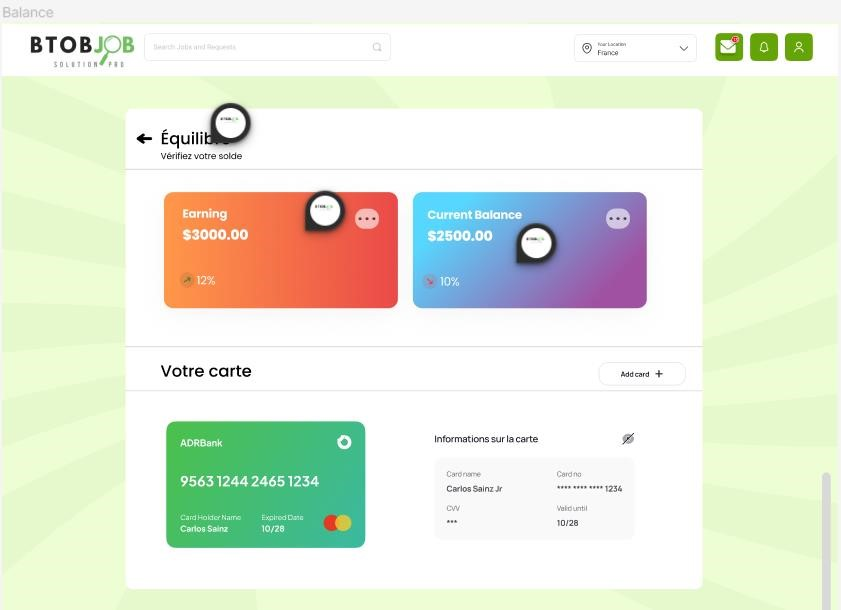 Balance
BTOBJOB
SOLUTION PRO
Search Jobs and Requests
Your Location
France
Équilib
Vérifiez votre solde
Earning
$3000.00
12%
Current Balance
$2500.00
10%
Votre carte
Add card +
ADRBank
9563 1244 2465 1234
Card Holder Name
Carlos Sainz
Expired Date
10/28
Informations sur la carte
Card name
Carlos Sainz Jr
Card no
**** **** **** 1234
CVV
***
Valid until
10/28